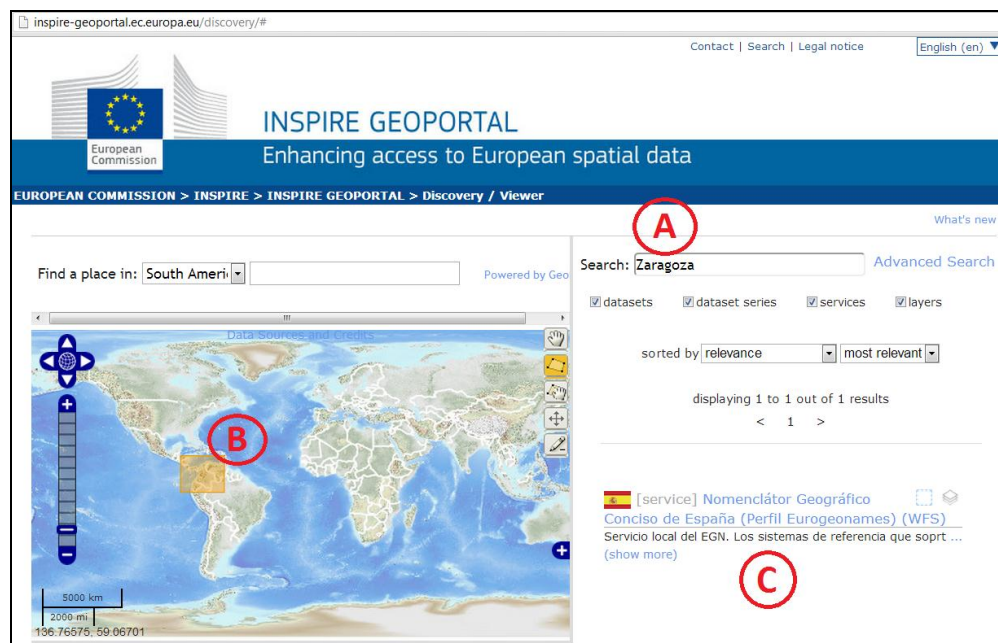 inspire-geoportal.ec.europa.eu/discovery/#
Contact | Search | Legal notice
English (en)
European
Commission
INSPIRE GEOPORTAL
Enhancing access to European spatial data
EUROPEAN COMMISSION > INSPIRE > INSPIRE GEOPORTAL > Discovery / Viewer
What's new
A
Find a place in: South Ameri
Powered by Geo
Search: Zaragoza
Advanced Search
datasets
dataset series
services
layers
Data Sources and Credits
sorted by relevance
most relevant
displaying 1 to 1 out of 1 results
< 1 >
B
[service] Nomenclátor Geográfico
Conciso de España (Perfil Eurogeonames) (WFS)
Servicio local del EGN. Los sistemas de referencia que soprt ...
(show more)
C
5000 km
2000 mi
136.76575, 59.06701